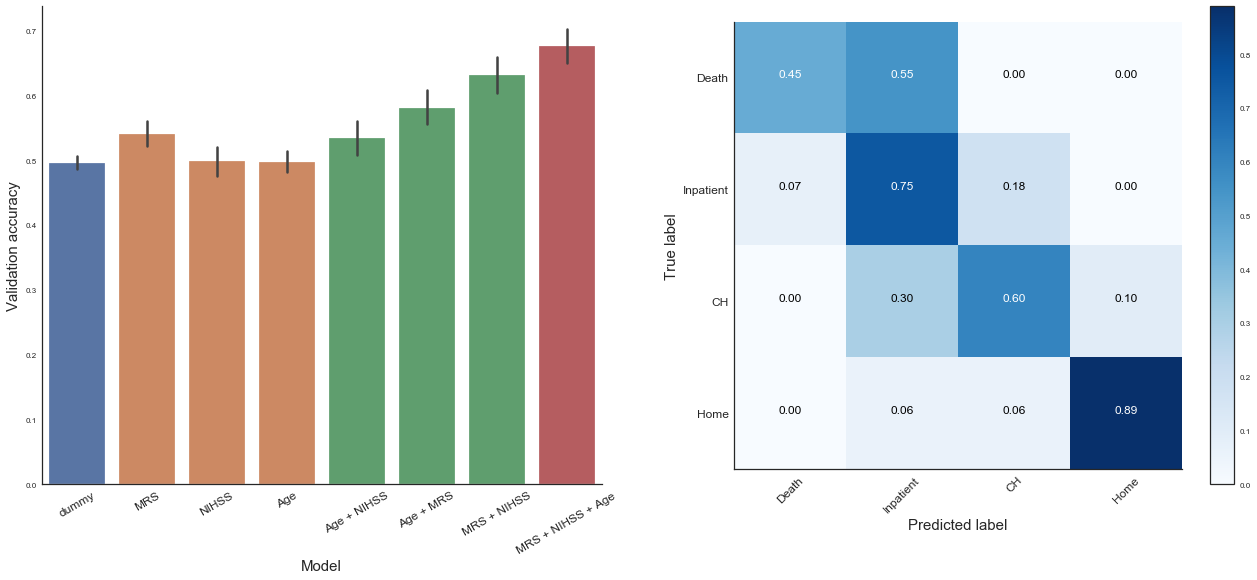 0.7
0.6
0.5
0.4
0.3
0.2
0.1
0.0
Validation accuracy
dummy
MRS
NIHSS
Age
Age + NIHSS
Age + MRS
MRS + NIHSS
MRS + NIHSS + Age
Model
True label
Death
0.45 0.55 0.00 0.00
Inpatient
0.07 0.75 0.18 0.00
CH
0.00 0.30 0.60 0.10
Home
0.00 0.06 0.06 0.89
Death
Inpatient
CH
Home
Predicted label
0.8
0.7
0.6
0.5
0.4
0.3
0.2
0.1
0.0